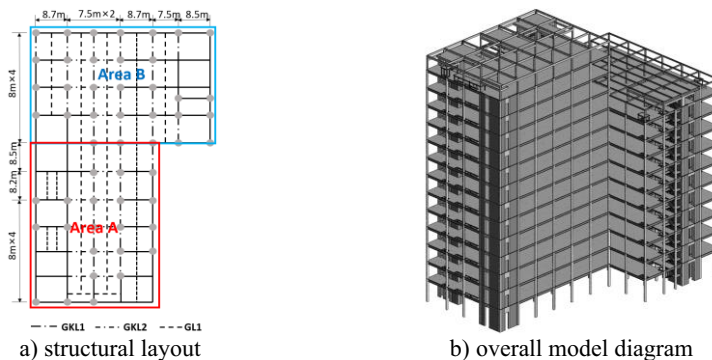 8.7m 7.5m×2 8.7m 7.5m 8.5m
8m×4
Area B
8.5m
8.2m
8m×4
Area A
GKL1 GKL2 GL1
a) structural layout
b) overall model diagram